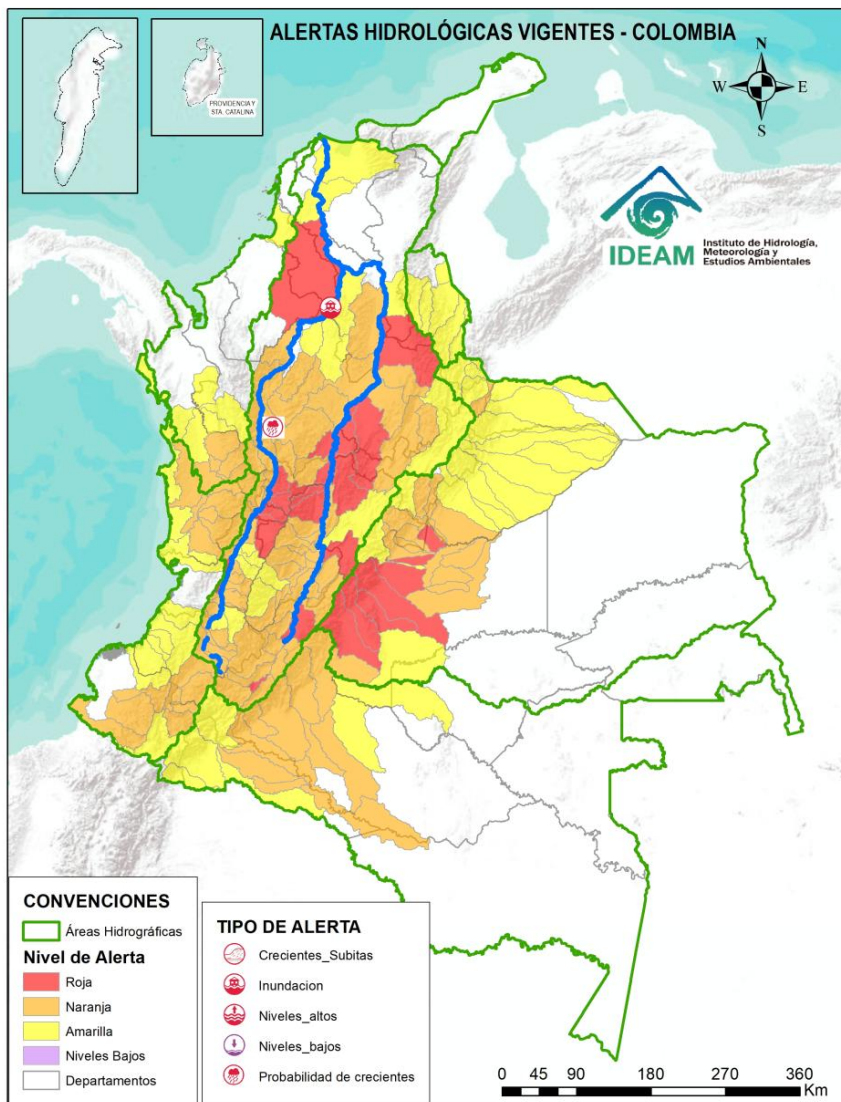 ALERTAS HIDROLÓGICAS VIGENTES - COLOMBIA
PROVIDENCIA Y
STA. CATALINA
N
W
E
S
IDEAM
Instituto de Hidrología,
Meteorología y
Estudios Ambientales
CONVENCIONES
Áreas Hidrográficas
Nivel de Alerta
Roja
Naranja
Amarilla
Niveles Bajos
Departamentos
TIPO DE ALERTA
Crecientes_Subitas
Inundacion
Niveles_altos
Niveles_bajos
Probabilidad de crecientes
0 45 90 180 270 360
Km